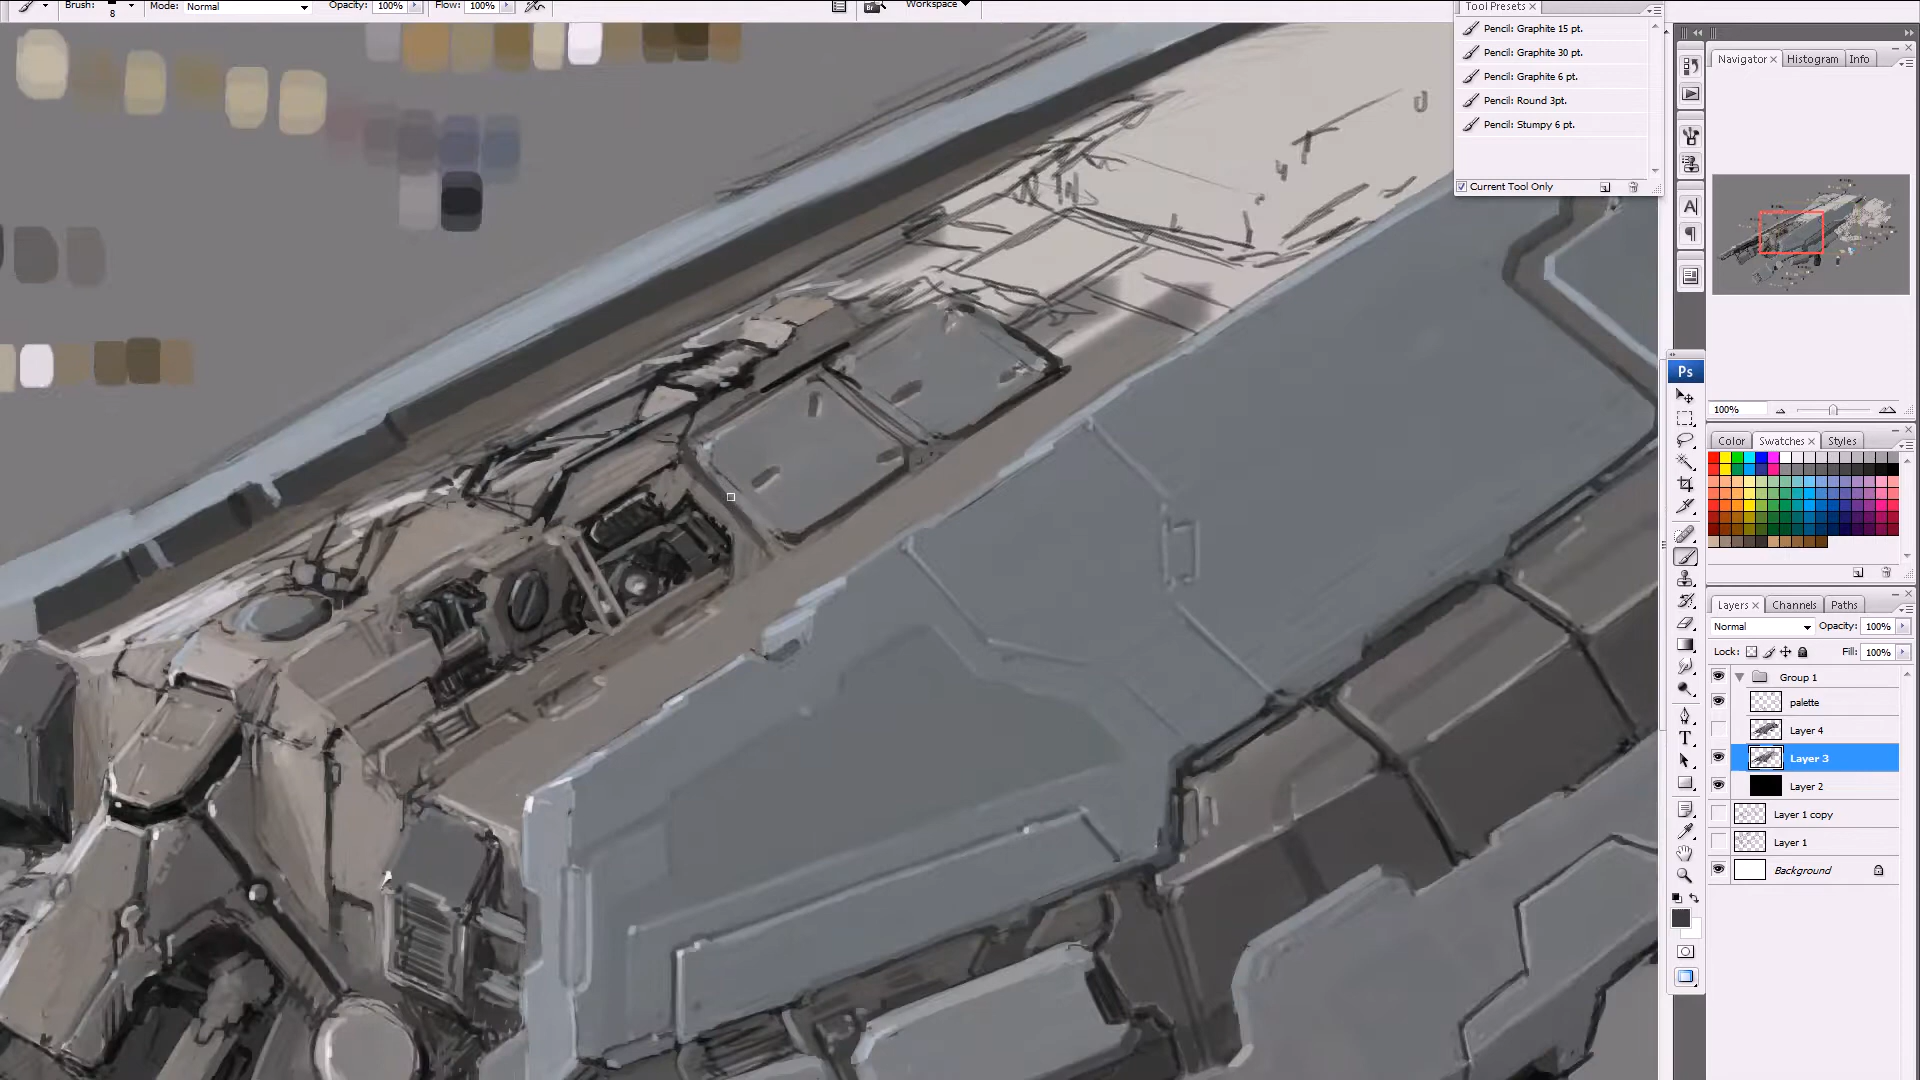 Brush: 8 Mode: Normal Opacity: 100% Flow: 100% Workspace
Tool Presets ×
Pencil: Graphite 15 pt.
Pencil: Graphite 30 pt.
Pencil: Graphite 6 pt.
Pencil: Round 3pt.
Pencil: Stumpy 6 pt.
Current Tool Only
Navigator × Histogram Info
100%
Ps
Color Swatches × Styles
Layers × Channels Paths
Normal Opacity: 100%
Lock: Fill: 100%
Group 1
palette
Layer 4
Layer 3
Layer 2
Layer 1 copy
Layer 1
Background